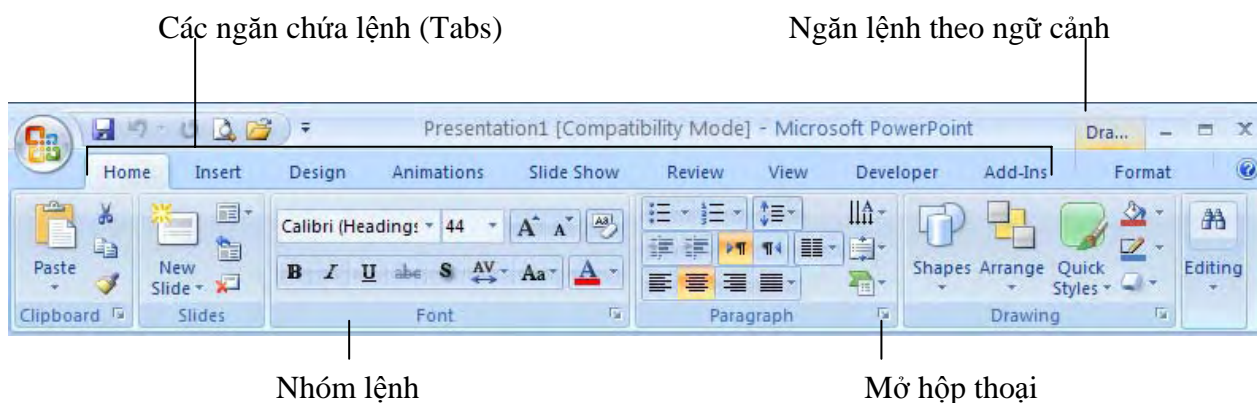 Các ngăn chứa lệnh (Tabs) Ngăn lệnh theo ngữ cảnh
Presentation1 [Compatibility Mode] - Microsoft PowerPoint Dra...
Home Insert Design Animations Slide Show Review View Developer Add-Ins Format
Calibri (Headings 44 A A Aa
Paste New Slide B I U abc S AV Aa A Shapes Arrange Quick Styles Editing
Clipboard Slides Font Paragraph Drawing
Nhóm lệnh Mở hộp thoại